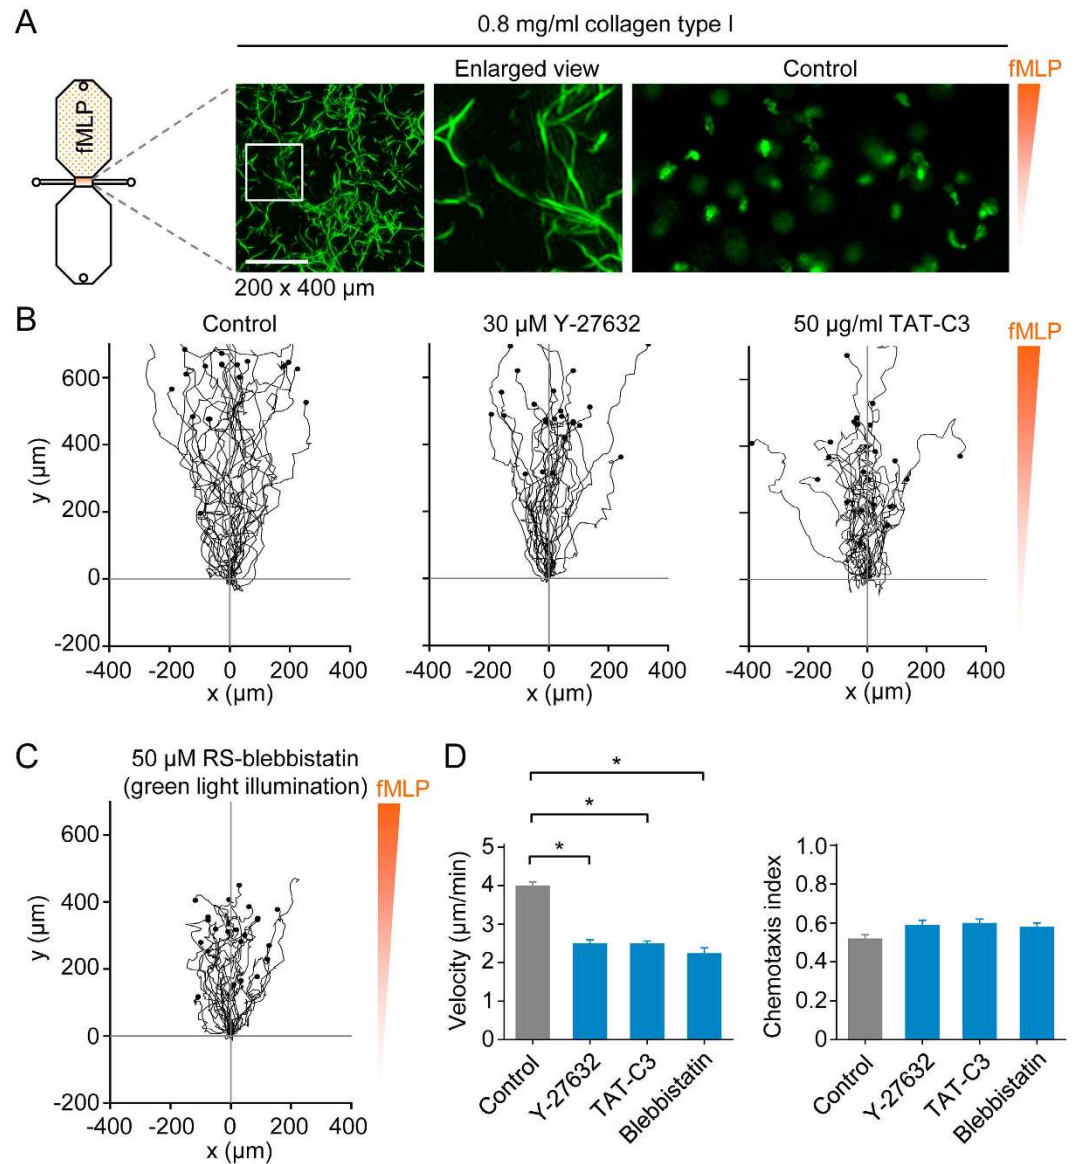 A
0.8 mg/ml collagen type I
Enlarged view
Control
fMLP
fMLP
200 x 400 µm
B
Control
30 µM Y-27632
50 µg/ml TAT-C3
fMLP
y (µm)
600
400
200
0
-200
-400 -200 0 200 400
-400 -200 0 200 400
-400 -200 0 200 400
x (µm)
x (µm)
x (µm)
C
50 µM RS-blebbistatin
(green light illumination)
fMLP
y (µm)
600
400
200
0
-200
-400 -200 0 200 400
x (µm)
D
*
*
*
Velocity (µm/min)
5
4
3
2
1
0
Control
Y-27632
TAT-C3
Blebbistatin
Chemotaxis index
1.0
0.8
0.6
0.4
0.2
0
Control
Y-27632
TAT-C3
Blebbistatin